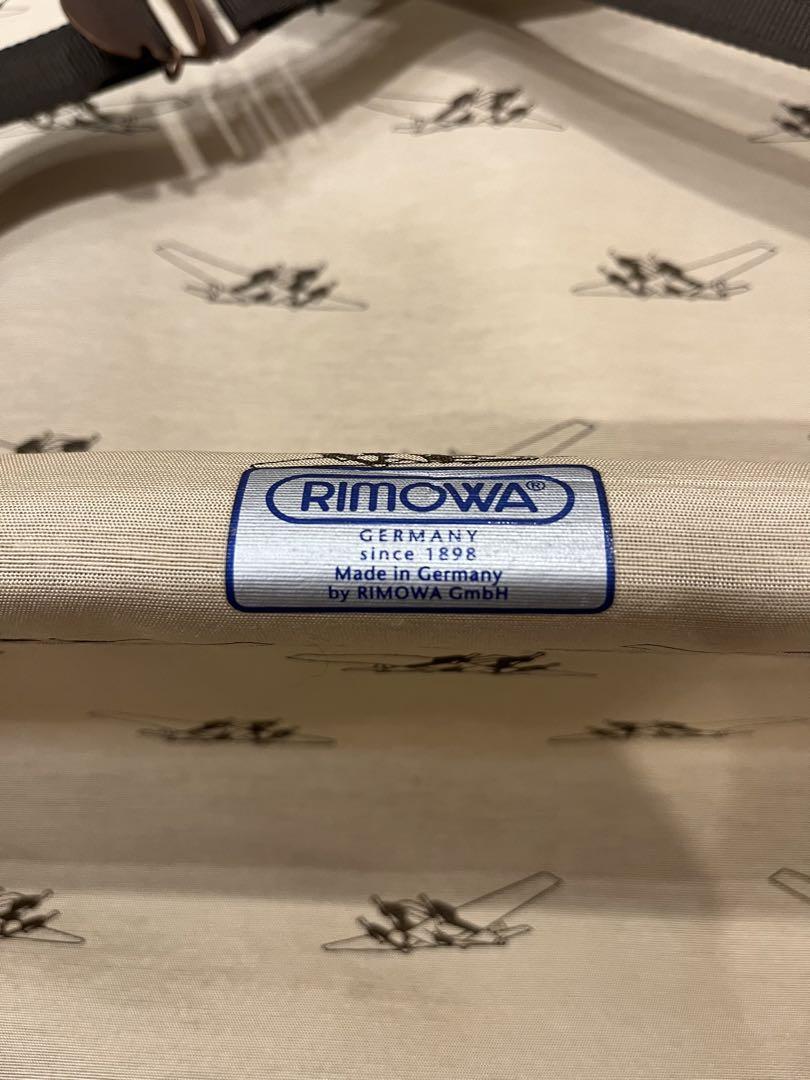 RIMOWA®
GERMANY
since 1898
Made in Germany
by RIMOWA GmbH